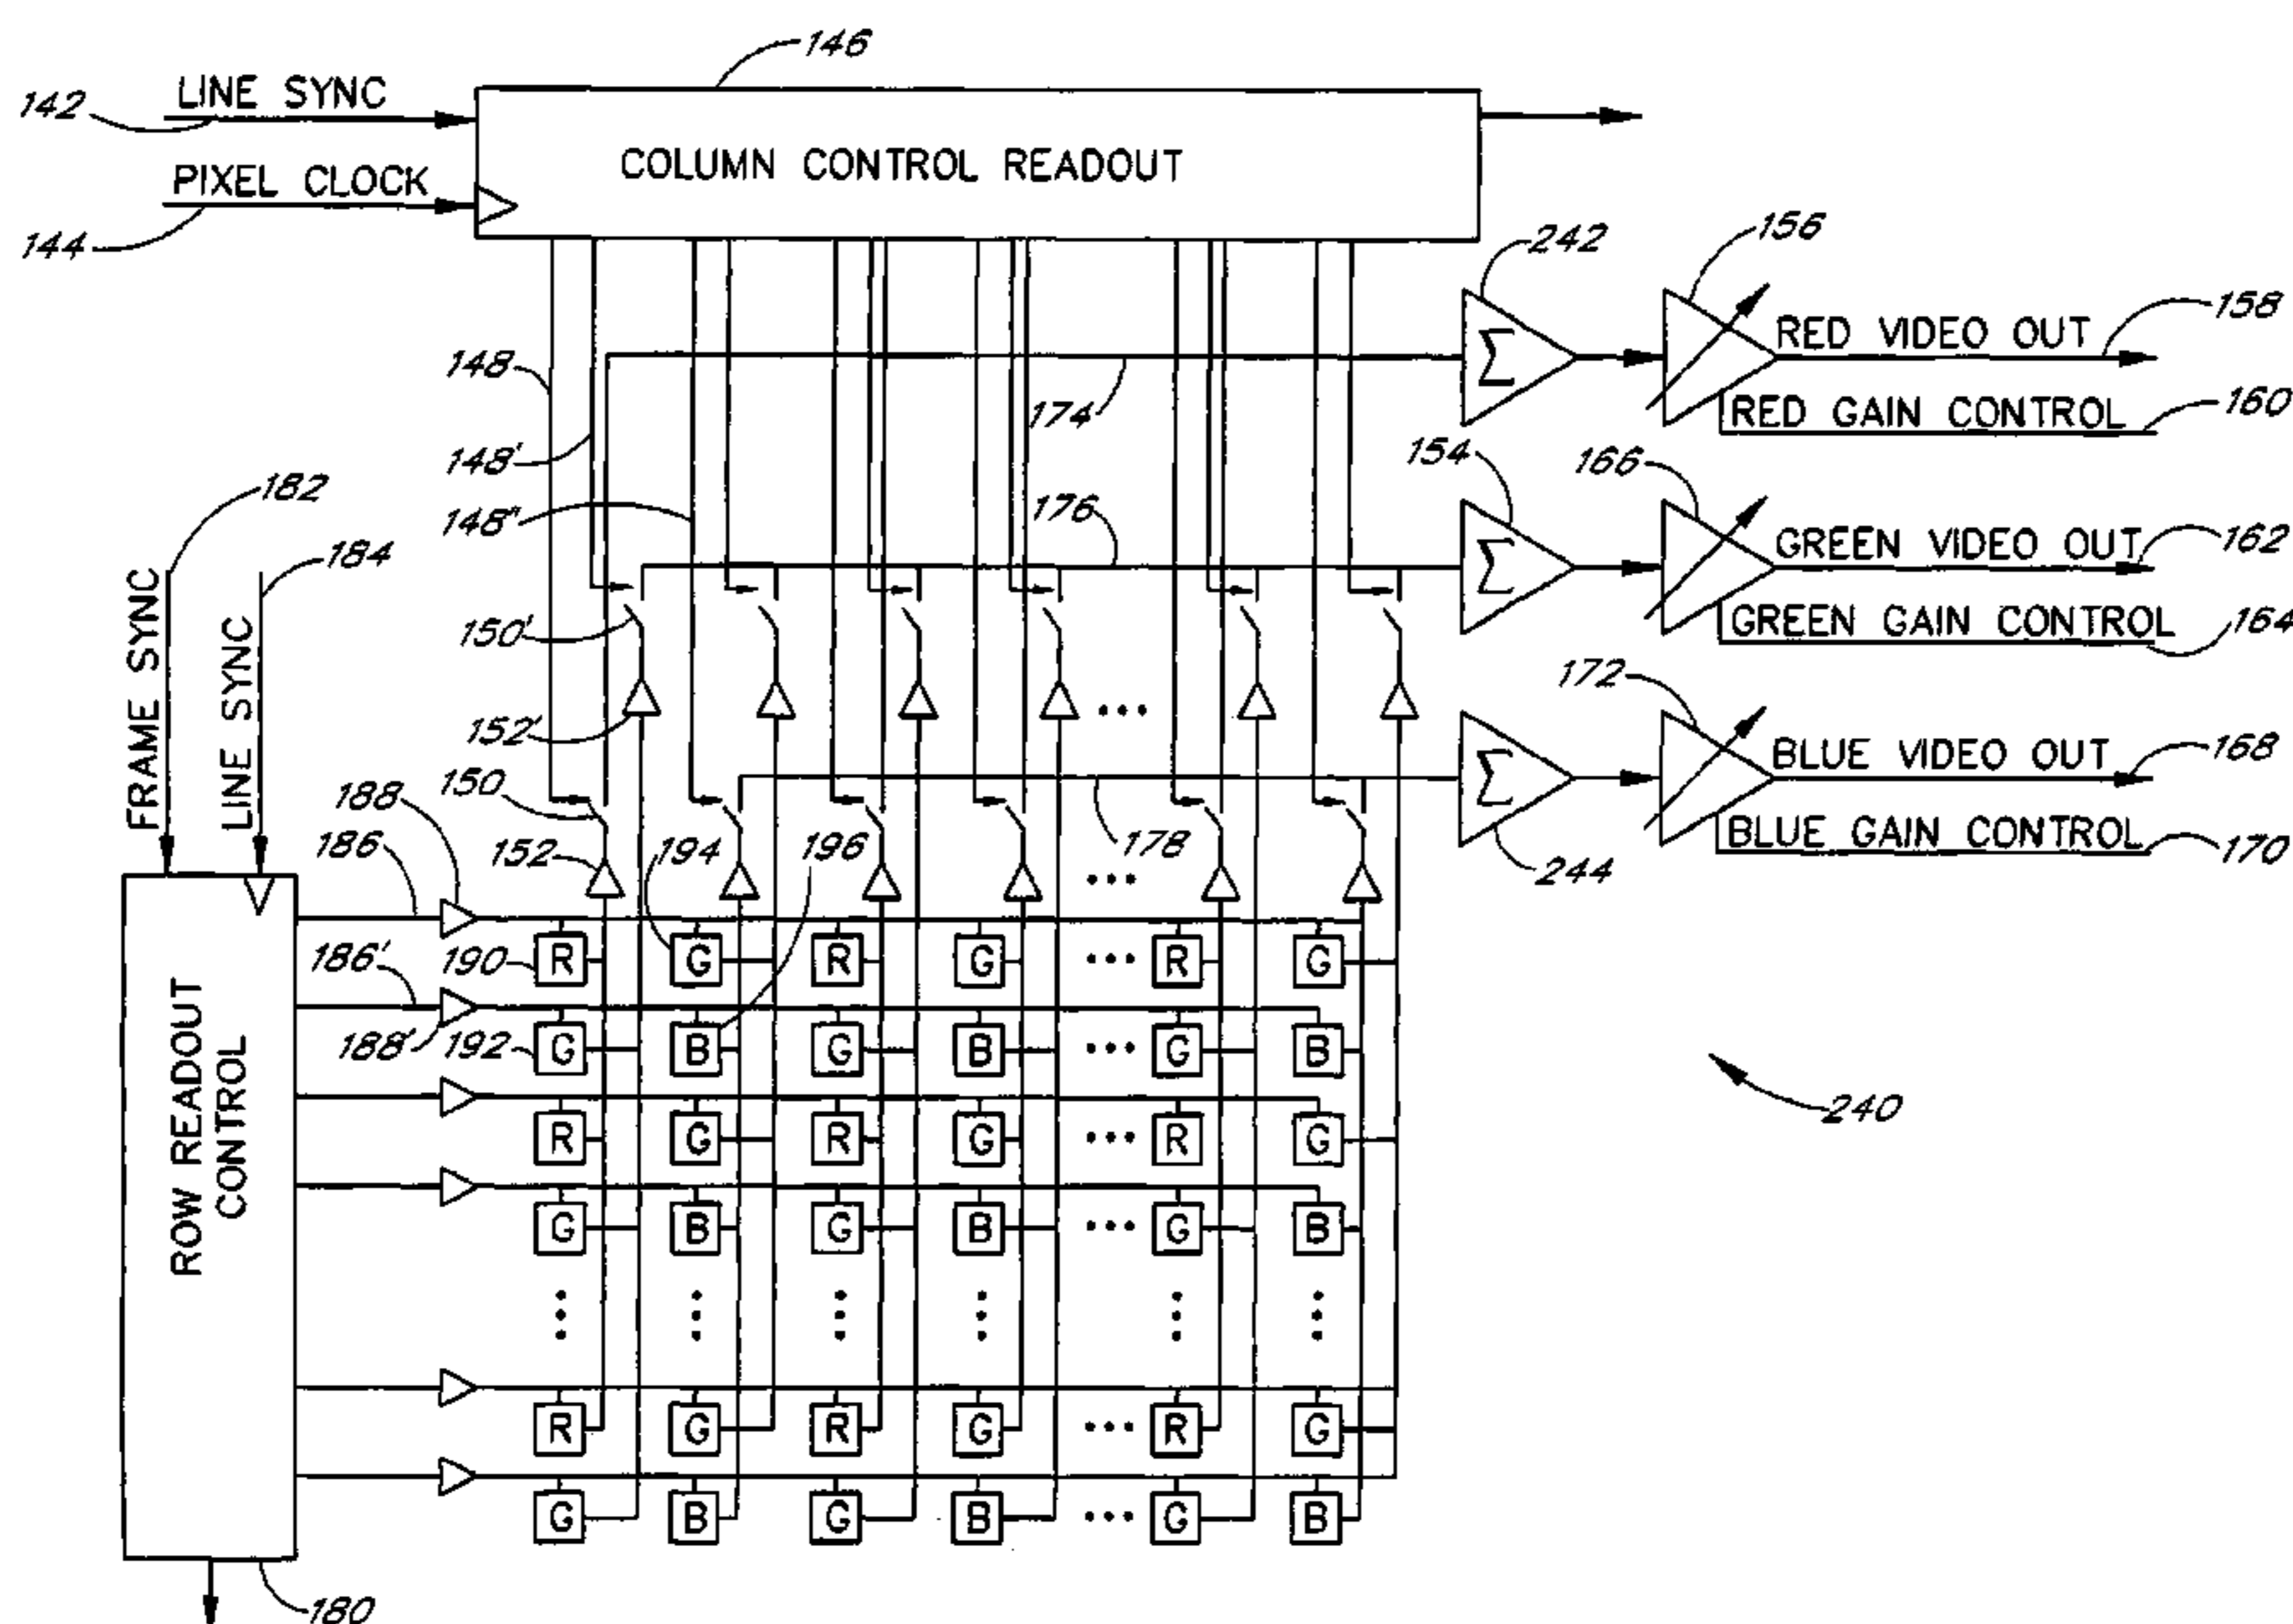 146
LINE SYNC
142
COLUMN CONTROL READOUT
PIXEL CLOCK
144
242
156
Σ
RED VIDEO OUT
158
148
174
RED GAIN CONTROL
160
148'
154
166
182
148"
176
184
Σ
GREEN VIDEO OUT
162
150'
GREEN GAIN CONTROL
164
FRAME SYNC
LINE SYNC
172
152'
Σ
BLUE VIDEO OUT
168
150
188
194
196
178
BLUE GAIN CONTROL
170
186
152
244
190
R G R G R G
186'
188'
192
G B G B G B
240
ROW READOUT CONTROL
R G R G R G
G B G B G B
R G R G R G
G B G B G B
180